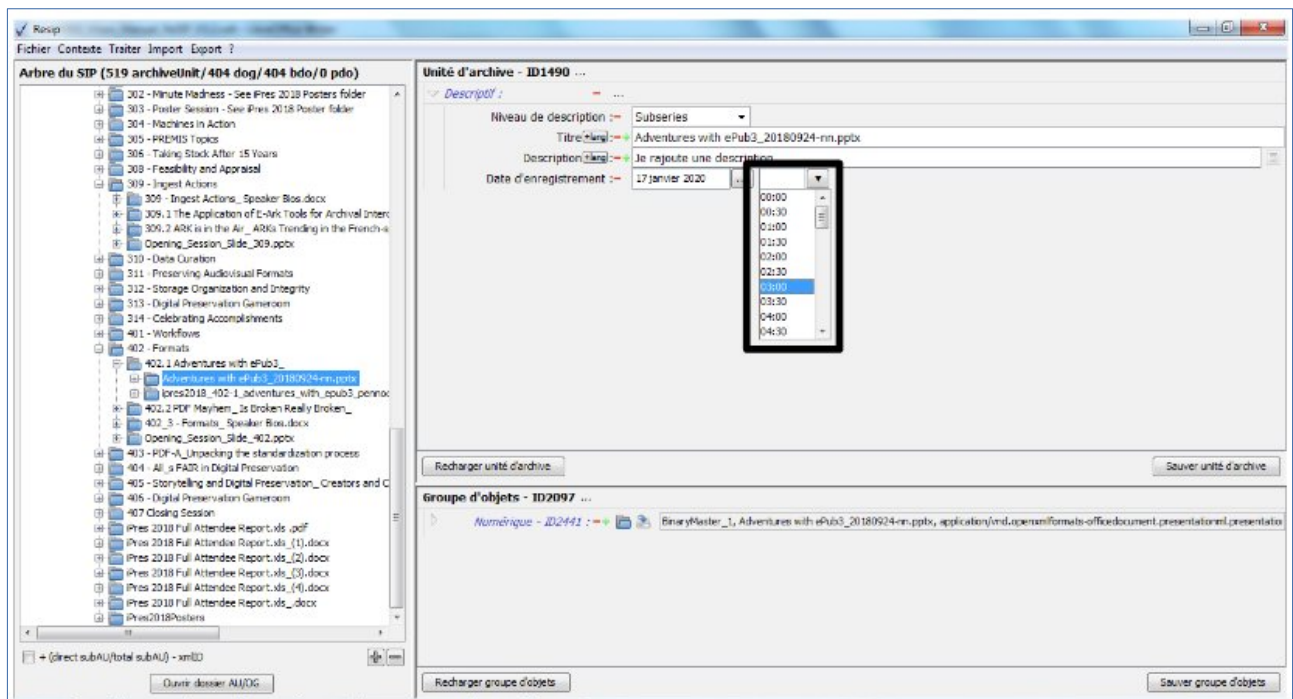 Resip
Fichier Contexte Traiter Import Export ?
Arbre du SIP (519 archiveUnit/404 dog/404 bdo/0 pdo)
302 - Minute Madness - See iPres 2018 Posters folder
303 - Poster Session - See iPres 2018 Poster folder
304 - Machines in Action
305 - PREMIS Topics
306 - Taking Stock After 15 Years
308 - Feasibility and Appraisal
309 - Ingest Actions
309 - Ingest Actions_ Speaker Bios.docx
309.1 The Application of E-Ark Tools for Archival Interc
309.2 ARK is in the Air_ ARKs Trending in the French-s
Opening_Session_Slide_309.pptx
310 - Data Curation
311 - Preserving Audiovisual Formats
312 - Storage Organization and Integrity
313 - Digital Preservation Gameroom
314 - Celebrating Accomplishments
401 - Workflows
402 - Formats
402.1 Adventures with ePub3_
Adventures with ePub3_20180924-nn.pptx
ipres2018_402-1_adventures_with_epub3_pennoc
402.2 PDF Mayhem_ Is Broken Really Broken_
402_3 - Formats_ Speaker Bios.docx
Opening_Session_Slide_402.pptx
403 - PDF-A_Unpacking the standardization process
404 - All_s FAIR in Digital Preservation
405 - Storytelling and Digital Preservation_ Creators and C
406 - Digital Preservation Gameroom
407 Closing Session
iPres 2018 Full Attendee Report.xls .pdf
iPres 2018 Full Attendee Report.xls_(1).docx
iPres 2018 Full Attendee Report.xls_(2).docx
iPres 2018 Full Attendee Report.xls_(3).docx
iPres 2018 Full Attendee Report.xls_(4).docx
iPres 2018 Full Attendee Report.xls_.docx
iPres2018Posters
+ (direct subAU/total subAU) - xmlID
Ouvrir dossier AU/OG
Unité d'archive - ID1490 ...
Descriptif : - ...
Niveau de description :- Subseries
Titre +lang :-+ Adventures with ePub3_20180924-nn.pptx
Description +lang :-+ Je rajoute une description
Date d'enregistrement :- 17 janvier 2020 ...
00:00
00:30
01:00
01:30
02:00
02:30
03:00
03:30
04:00
04:30
Recharger unité d'archive
Sauver unité d'archive
Groupe d'objets - ID2097 ...
Numérique - ID2441 :-+ BinaryMaster_1, Adventures with ePub3_20180924-nn.pptx, application/vnd.openxmlformats-officedocument.presentationml.presentatio
Recharger groupe d'objets
Sauver groupe d'objets